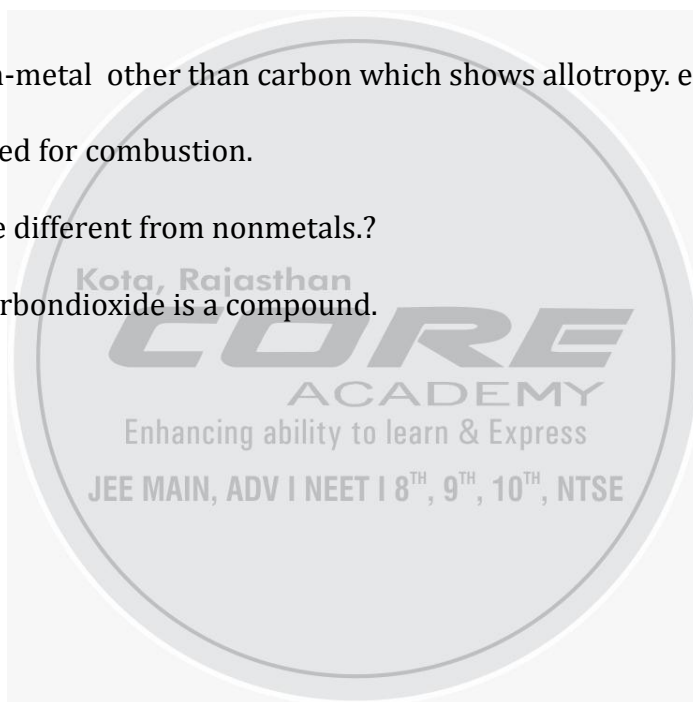 -metal other than carbon which shows allotropy. e
ed for combustion.
e different from nonmetals.?
Kota, Rajasthan
rbondioxide is a compound.
CORE
ACADEMY
Enhancing ability to learn & Express
JEE MAIN, ADV I NEET I 8TH, 9TH, 10TH, NTSE